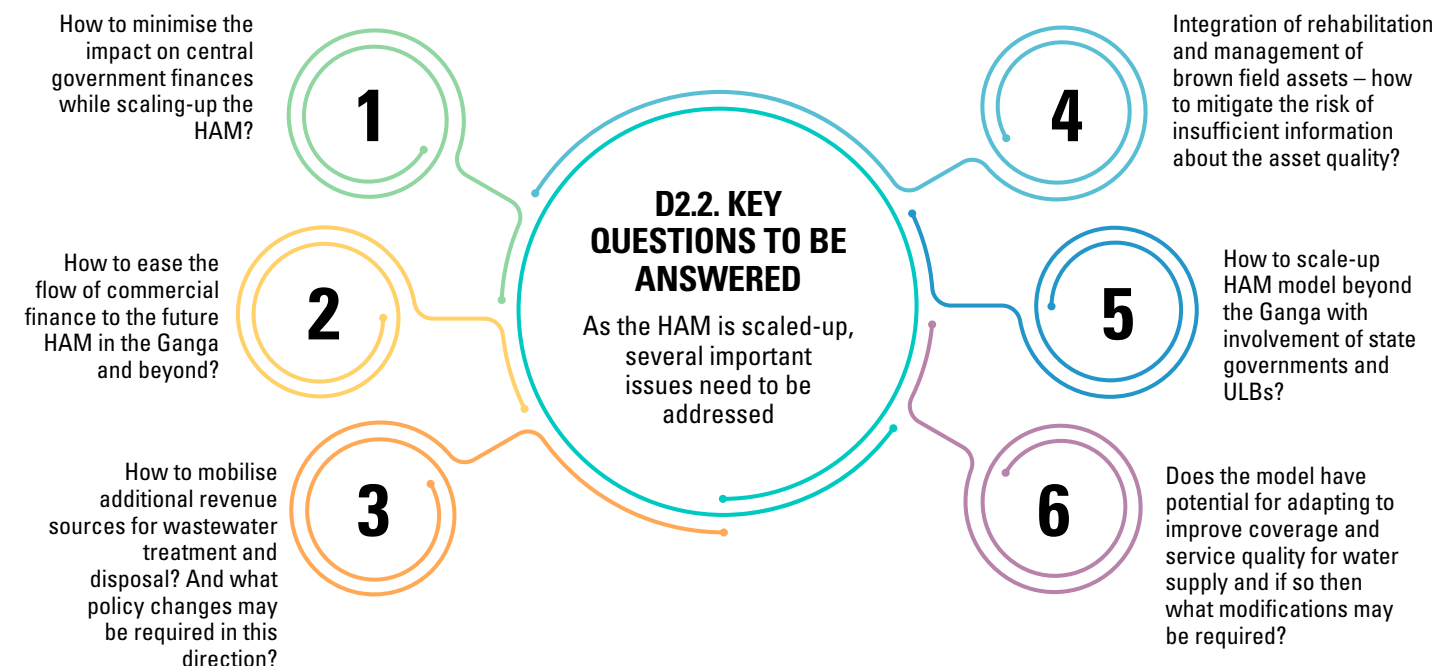 D2.2. KEY
QUESTIONS TO BE
ANSWERED
As the HAM is scaled-up,
several important
issues need to be
addressed
1
How to minimise the
impact on central
government finances
while scaling-up the
HAM?
2
How to ease the
flow of commercial
finance to the future
HAM in the Ganga
and beyond?
3
How to mobilise
additional revenue
sources for wastewater
treatment and
disposal? And what
policy changes may
be required in this
direction?
4
Integration of rehabilitation
and management of
brown field assets – how
to mitigate the risk of
insufficient information
about the asset quality?
5
How to scale-up
HAM model beyond
the Ganga with
involvement of state
governments and
ULBs?
6
Does the model have
potential for adapting to
improve coverage and
service quality for water
supply and if so then
what modifications may
be required?